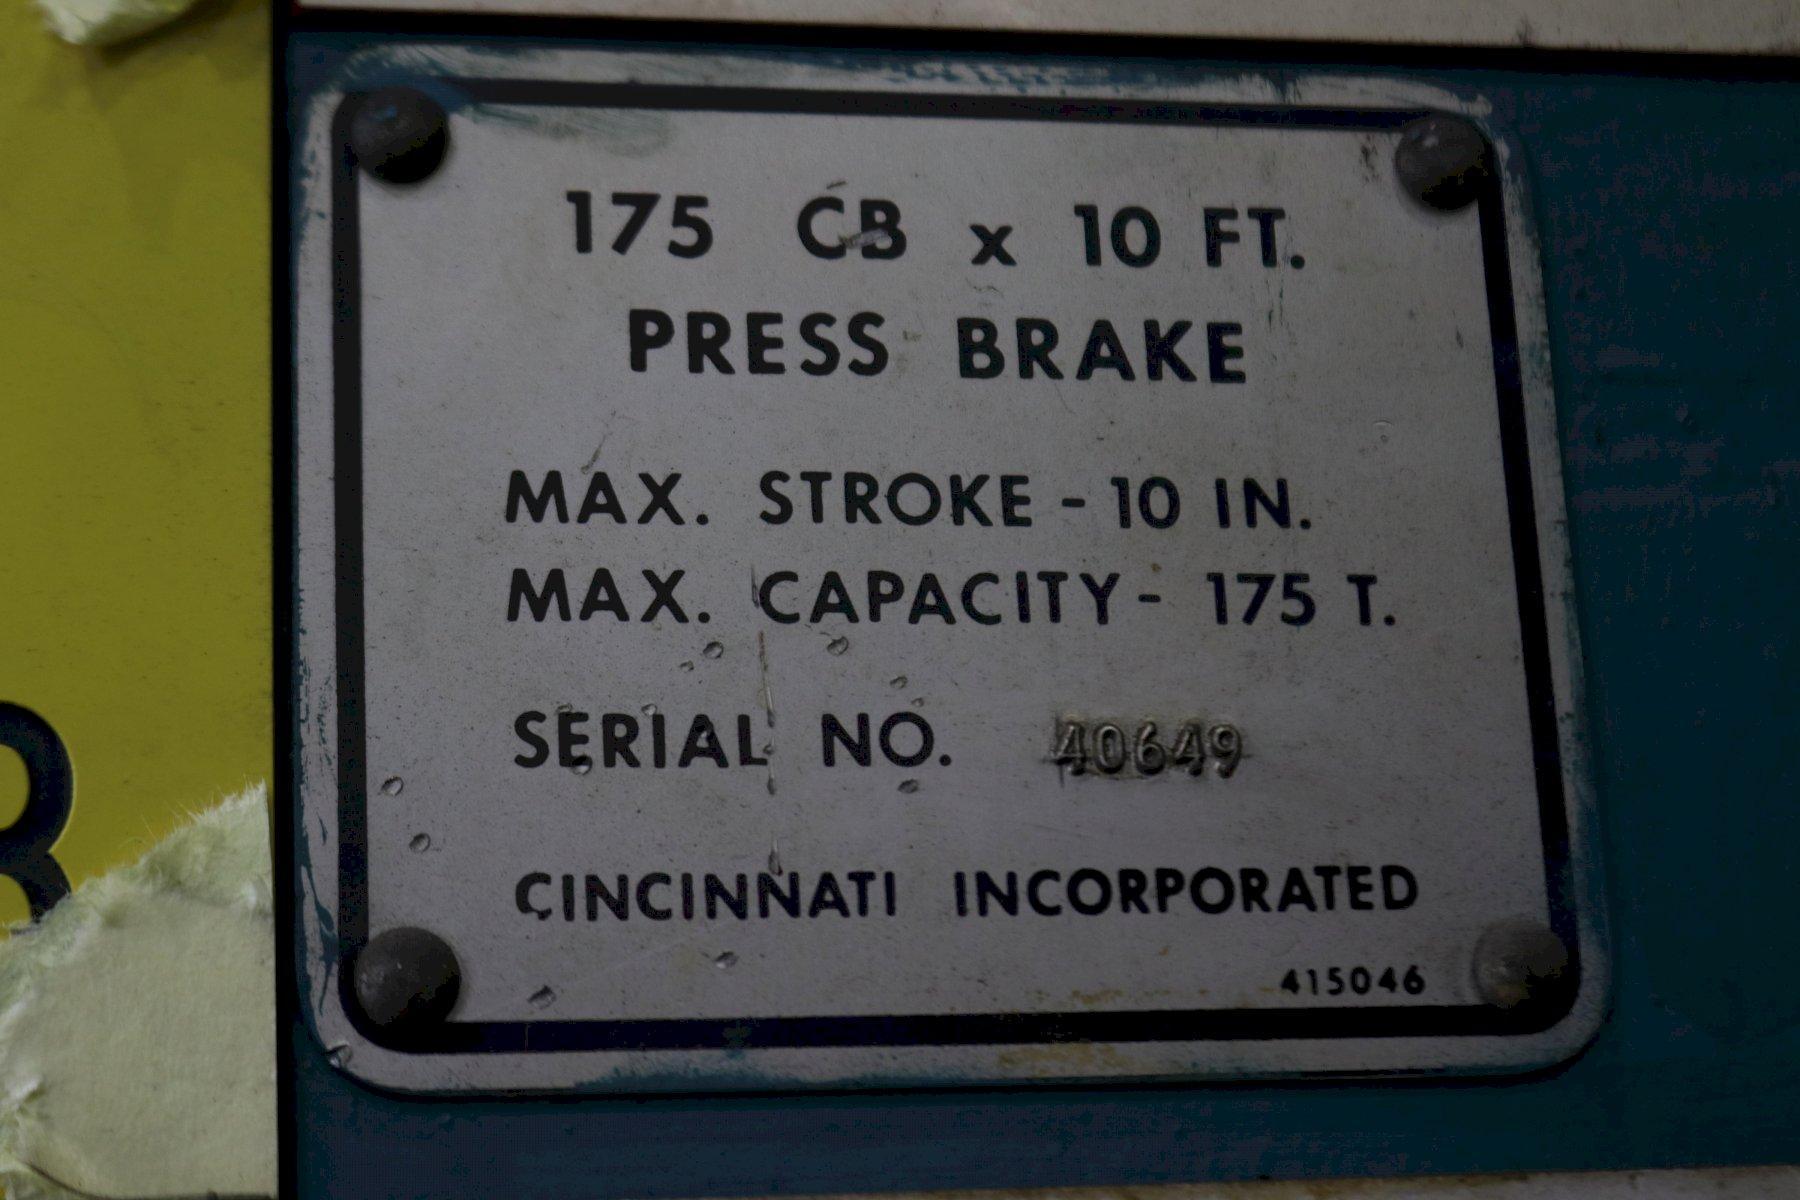 175 CB x 10 FT.
PRESS BRAKE
MAX. STROKE - 10 IN.
MAX. CAPACITY - 175 T.
SERIAL NO. 40649
CINCINNATI INCORPORATED
415046